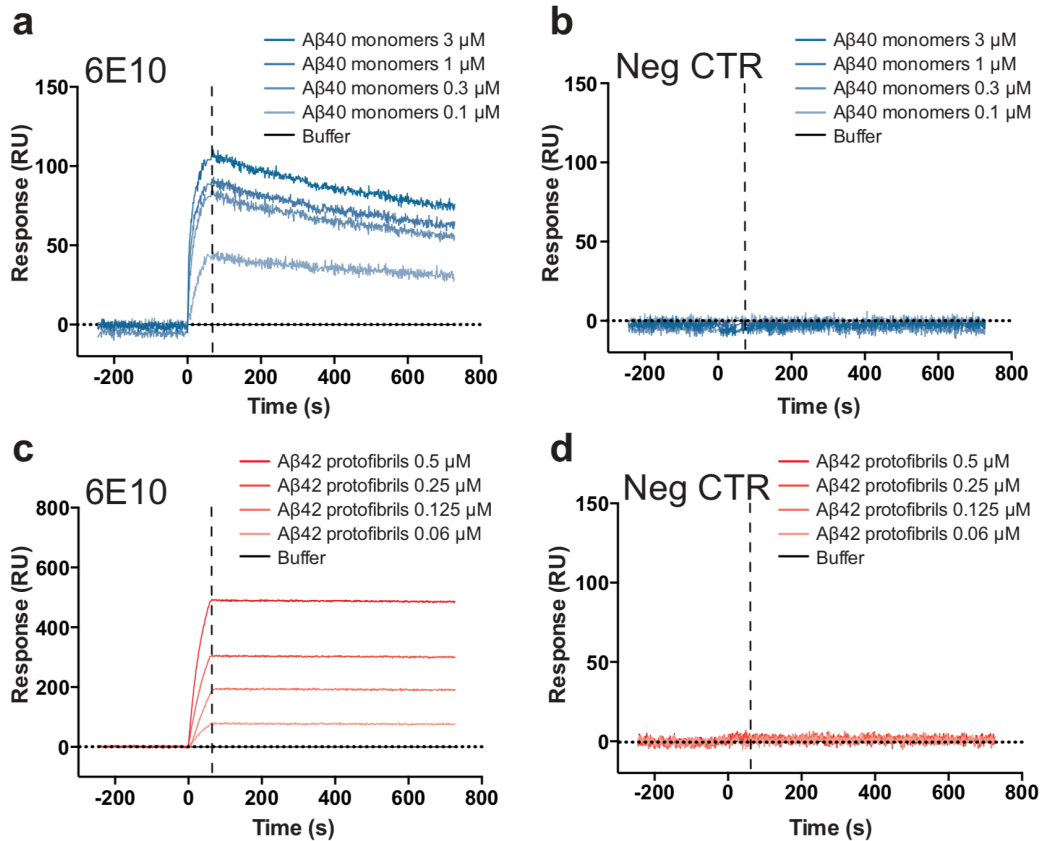 a
6E10
Aβ40 monomers 3 μM
Aβ40 monomers 1 μM
Aβ40 monomers 0.3 μM
Aβ40 monomers 0.1 μM
Buffer
Response (RU)
150
100
50
0
-200 0 200 400 600 800
Time (s)
b
Neg CTR
Aβ40 monomers 3 μM
Aβ40 monomers 1 μM
Aβ40 monomers 0.3 μM
Aβ40 monomers 0.1 μM
Buffer
Response (RU)
150
100
50
0
-200 0 200 400 600 800
Time (s)
c
6E10
Aβ42 protofibrils 0.5 μM
Aβ42 protofibrils 0.25 μM
Aβ42 protofibrils 0.125 μM
Aβ42 protofibrils 0.06 μM
Buffer
Response (RU)
800
600
400
200
0
-200 0 200 400 600 800
Time (s)
d
Neg CTR
Aβ42 protofibrils 0.5 μM
Aβ42 protofibrils 0.25 μM
Aβ42 protofibrils 0.125 μM
Aβ42 protofibrils 0.06 μM
Buffer
Response (RU)
150
100
50
0
-200 0 200 400 600 800
Time (s)